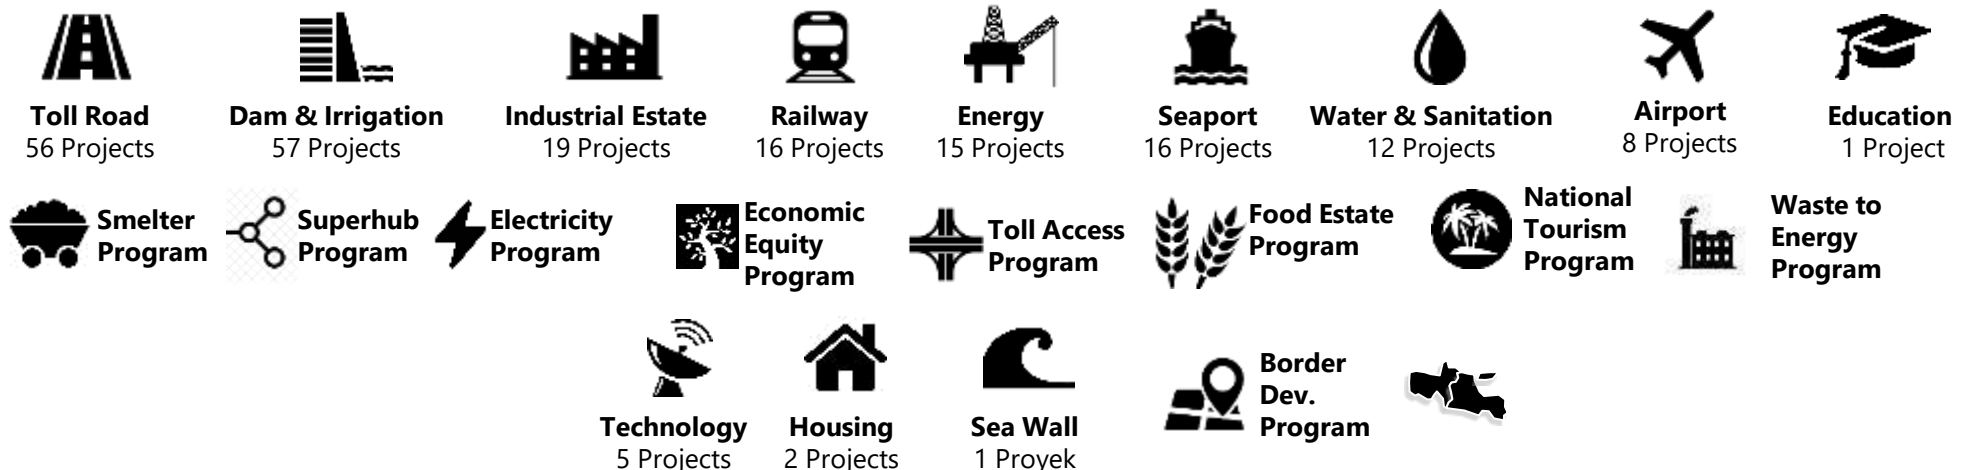 Toll Road
56 Projects
Dam & Irrigation
57 Projects
Industrial Estate
19 Projects
Railway
16 Projects
Energy
15 Projects
Seaport
16 Projects
Water & Sanitation
12 Projects
Airport
8 Projects
Education
1 Project
Smelter
Program
Superhub
Program
Electricity
Program
Economic
Equity
Program
Toll Access
Program
Food Estate
Program
National
Tourism
Program
Waste to
Energy
Program
Technology
5 Projects
Housing
2 Projects
Sea Wall
1 Proyek
Border
Dev.
Program